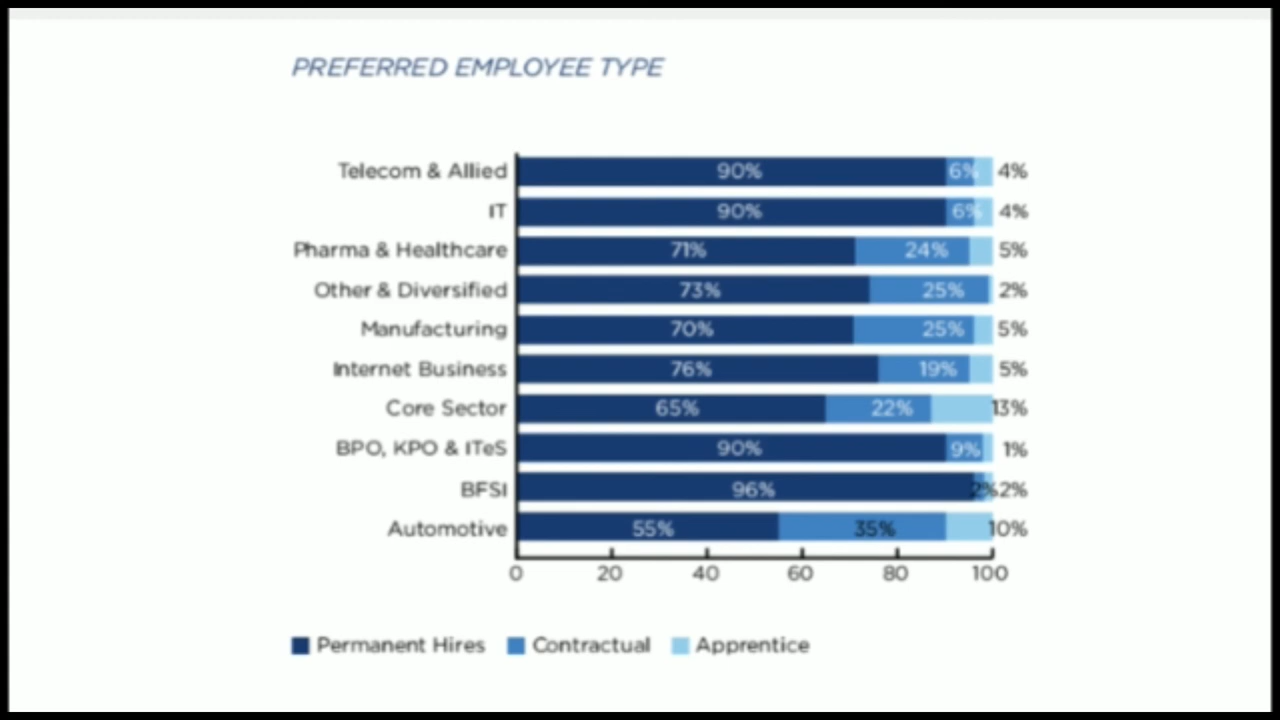 PREFERRED EMPLOYEE TYPE
Telecom & Allied 90% 6% 4%
IT 90% 6% 4%
Pharma & Healthcare 71% 24% 5%
Other & Diversified 73% 25% 2%
Manufacturing 70% 25% 5%
Internet Business 76% 19% 5%
Core Sector 65% 22% 13%
BPO, KPO & ITeS 90% 9% 1%
BFSI 96% 2% 2%
Automotive 55% 35% 10%
0 20 40 60 80 100
Permanent Hires Contractual Apprentice